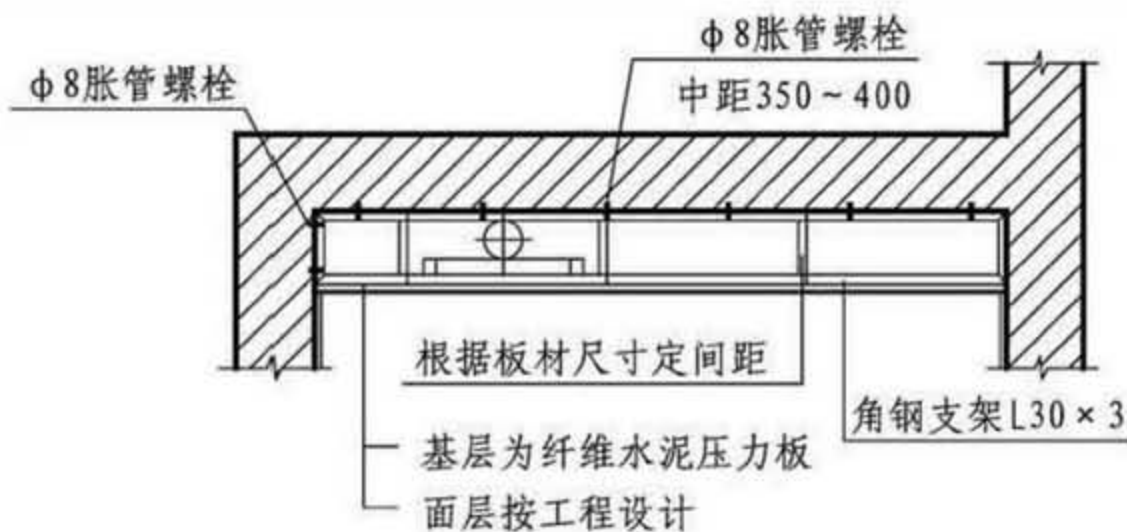 ф8胀管螺栓
中距350~400
ф8胀管螺栓
根据板材尺寸定间距
角钢支架L30×3
基层为纤维水泥压力板
面层按工程设计